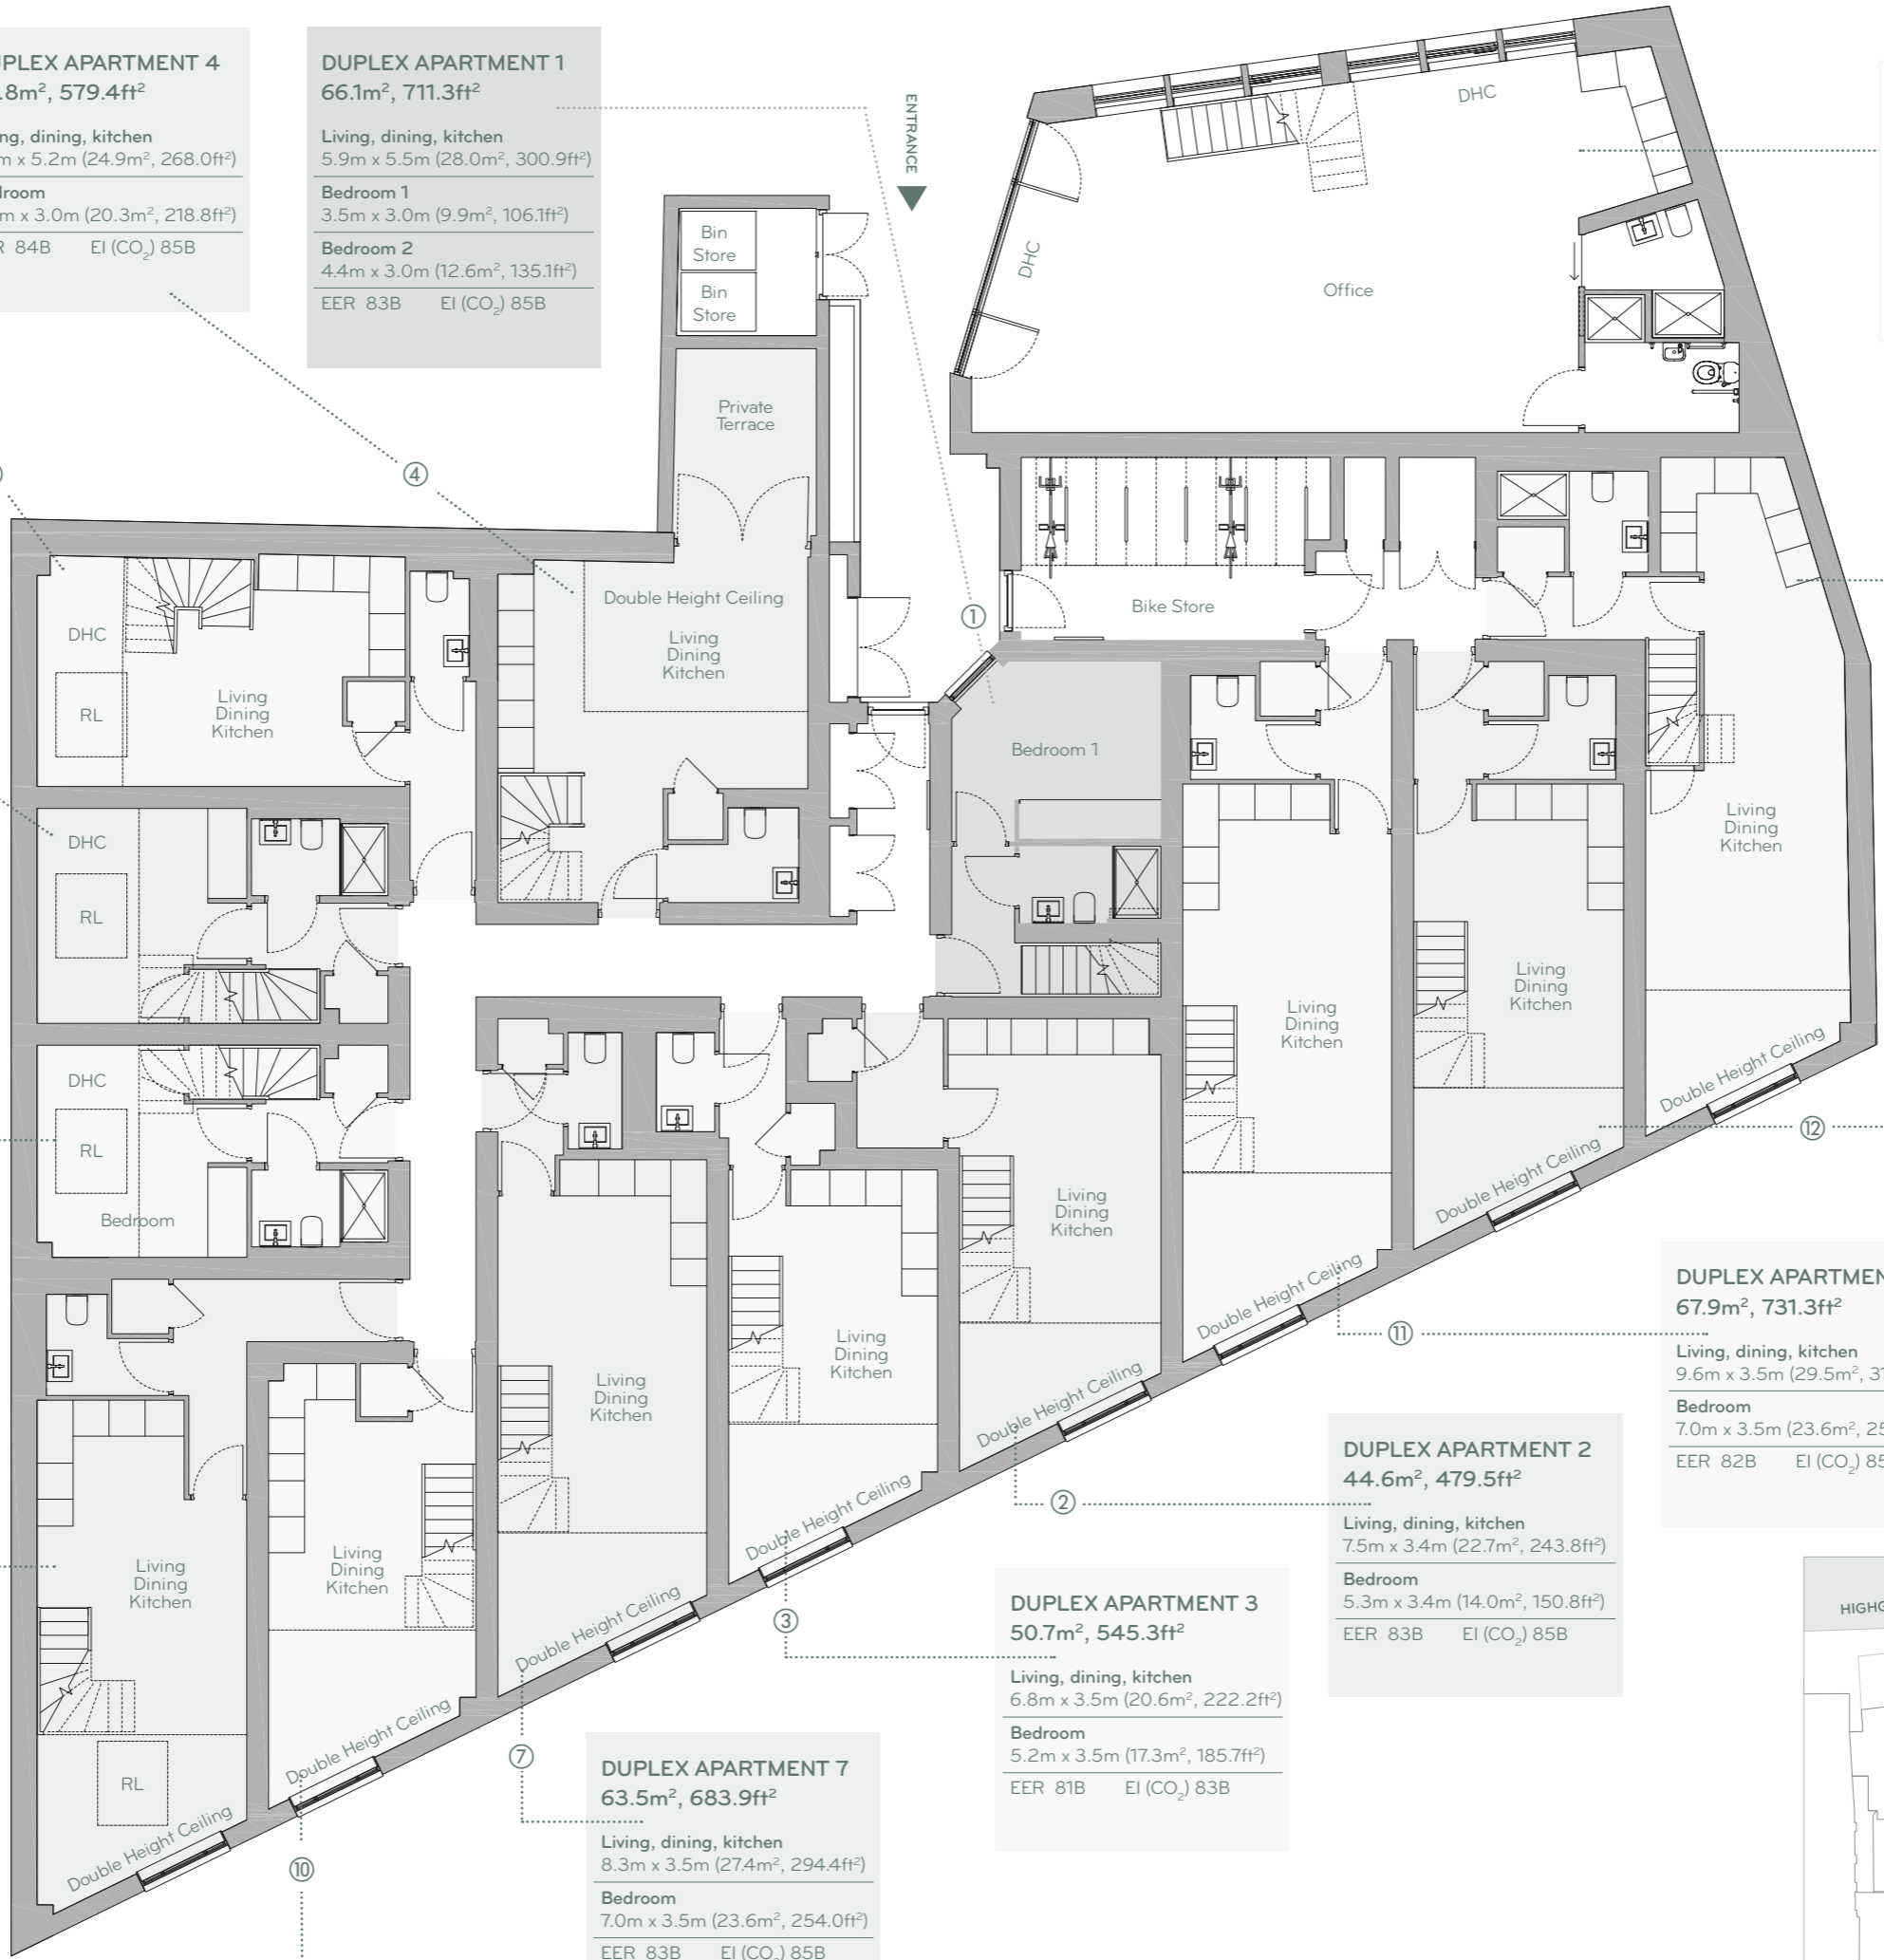 DUPLEX APARTMENT 1
66.1m², 711.3ft²
Living, dining, kitchen
5.9m x 5.5m (28.0m², 300.9ft²)
Bedroom 1
3.5m x 3.0m (9.9m², 106.1ft²)
Bedroom 2
4.4m x 3.0m (12.6m², 135.1ft²)
EER 83B EI (CO₂) 85B
APARTMENT 4
.8m², 579.4ft²
dining, kitchen
m x 5.2m (24.9m², 268.0ft²)
m x 3.0m (20.3m², 218.8ft²)
84B EI (CO₂) 85B
ENTRANCE
DHC
DHC
Office
Bin
Store
Bin
Store
Private
Terrace
4
Double Height Ceiling
Living
Dining
Kitchen
1
Bike Store
DHC
RL
Living
Dining
Kitchen
Bedroom 1
DHC
RL
Living
Dining
Kitchen
Living
Dining
Kitchen
Living
Dining
Kitchen
Double Height Ceiling
12
DHC
RL
Bedroom
Living
Dining
Kitchen
Double Height Ceiling
Double Height Ceiling
11
Living
Dining
Kitchen
Living
Dining
Kitchen
Double Height Ceiling
2
Double Height Ceiling
3
Living
Dining
Kitchen
Living
Dining
Kitchen
Double Height Ceiling
7
RL
Double Height Ceiling
Double Height Ceiling
10
DUPLEX
67.9m², 731.3ft²
Living, dining, kitchen
9.6m x 3.5m (29.5m²,
Bedroom
7.0m x 3.5m (23.6m²,
EER 82B EI (CO₂)
DUPLEX APARTMENT 2
44.6m², 479.5ft²
Living, dining, kitchen
7.5m x 3.4m (22.7m², 243.8ft²)
Bedroom
5.3m x 3.4m (14.0m², 150.8ft²)
EER 83B EI (CO₂) 85B
DUPLEX APARTMENT 3
50.7m², 545.3ft²
Living, dining, kitchen
6.8m x 3.5m (20.6m², 222.2ft²)
Bedroom
5.2m x 3.5m (17.3m², 185.7ft²)
EER 81B EI (CO₂) 83B
DUPLEX APARTMENT 7
63.5m², 683.9ft²
Living, dining, kitchen
8.3m x 3.5m (27.4m², 294.4ft²)
Bedroom
7.0m x 3.5m (23.6m², 254.0ft²)
EER 83B EI (CO₂) 85B